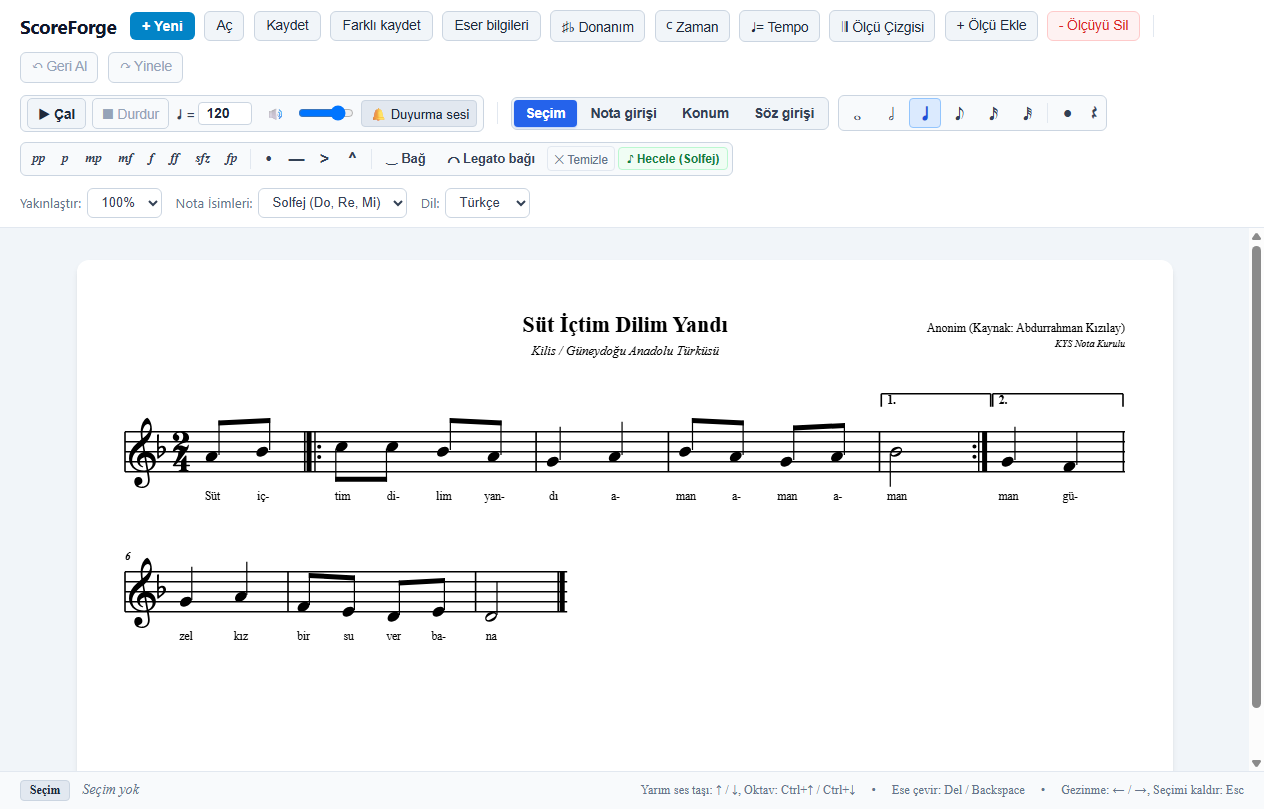 ScoreForge + Yeni Aç Kaydet Farklı kaydet Eser bilgileri ♯♭ Donanım C Zaman ♩= Tempo Ölçü Çizgisi + Ölçü Ekle - Ölçüyü Sil
↶ Geri Al ↷ Yinele
▶ Çal ■ Durdur ♩ = 120 Duyurma sesi Seçim Nota girişi Konum Söz girişi
pp p mp mf f ff sfz fp • — > ^ Bağ Legato bağı Temizle ♪ Hecele (Solfej)
Yakınlaştır: 100% Nota İsimleri: Solfej (Do, Re, Mi) Dil: Türkçe
Süt İçtim Dilim Yandı
Anonim (Kaynak: Abdurrahman Kızılay)
Kilis / Güneydoğu Anadolu Türküsü
KYS Nota Kurulu
1. 2.
2
4
Süt iç- tim di- lim yan- dı a- man a- man a- man man gü-
6
zel kız bir su ver ba- na
Seçim Seçim yok Yarım ses taşı: ↑ / ↓, Oktav: Ctrl+↑ / Ctrl+↓ • Ese çevir: Del / Backspace • Gezinme: ← / →, Seçimi kaldır: Esc